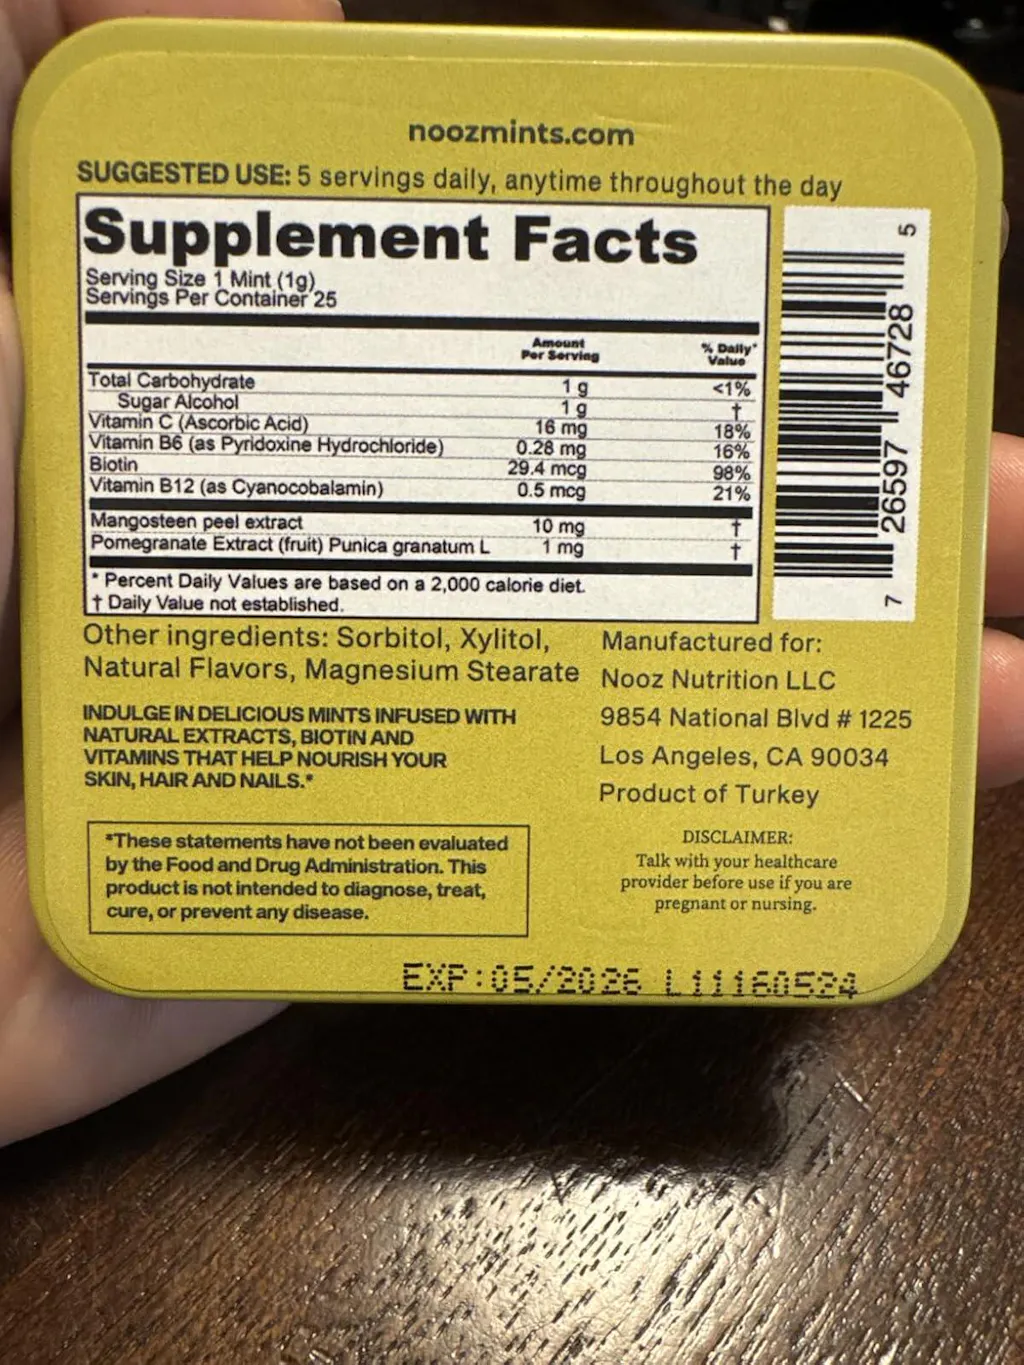 noozmints.com
SUGGESTED USE: 5 servings daily, anytime throughout the day
Supplement Facts
Serving Size 1 Mint (1g)
Servings Per Container 25
Amount Per Serving % Daily* Value
Total Carbohydrate 1 g <1%
Sugar Alcohol 1 g †
Vitamin C (Ascorbic Acid) 16 mg 18%
Vitamin B6 (as Pyridoxine Hydrochloride) 0.28 mg 16%
Biotin 29.4 mcg 98%
Vitamin B12 (as Cyanocobalamin) 0.5 mcg 21%
Mangosteen peel extract 10 mg †
Pomegranate Extract (fruit) Punica granatum L 1 mg †
* Percent Daily Values are based on a 2,000 calorie diet.
† Daily Value not established.
7 26597 46728 5
Other ingredients: Sorbitol, Xylitol,
Natural Flavors, Magnesium Stearate
INDULGE IN DELICIOUS MINTS INFUSED WITH
NATURAL EXTRACTS, BIOTIN AND
VITAMINS THAT HELP NOURISH YOUR
SKIN, HAIR AND NAILS.*
*These statements have not been evaluated
by the Food and Drug Administration. This
product is not intended to diagnose, treat,
cure, or prevent any disease.
Manufactured for:
Nooz Nutrition LLC
9854 National Blvd # 1225
Los Angeles, CA 90034
Product of Turkey
DISCLAIMER:
Talk with your healthcare
provider before use if you are
pregnant or nursing.
EXP:05/2026 L11160524